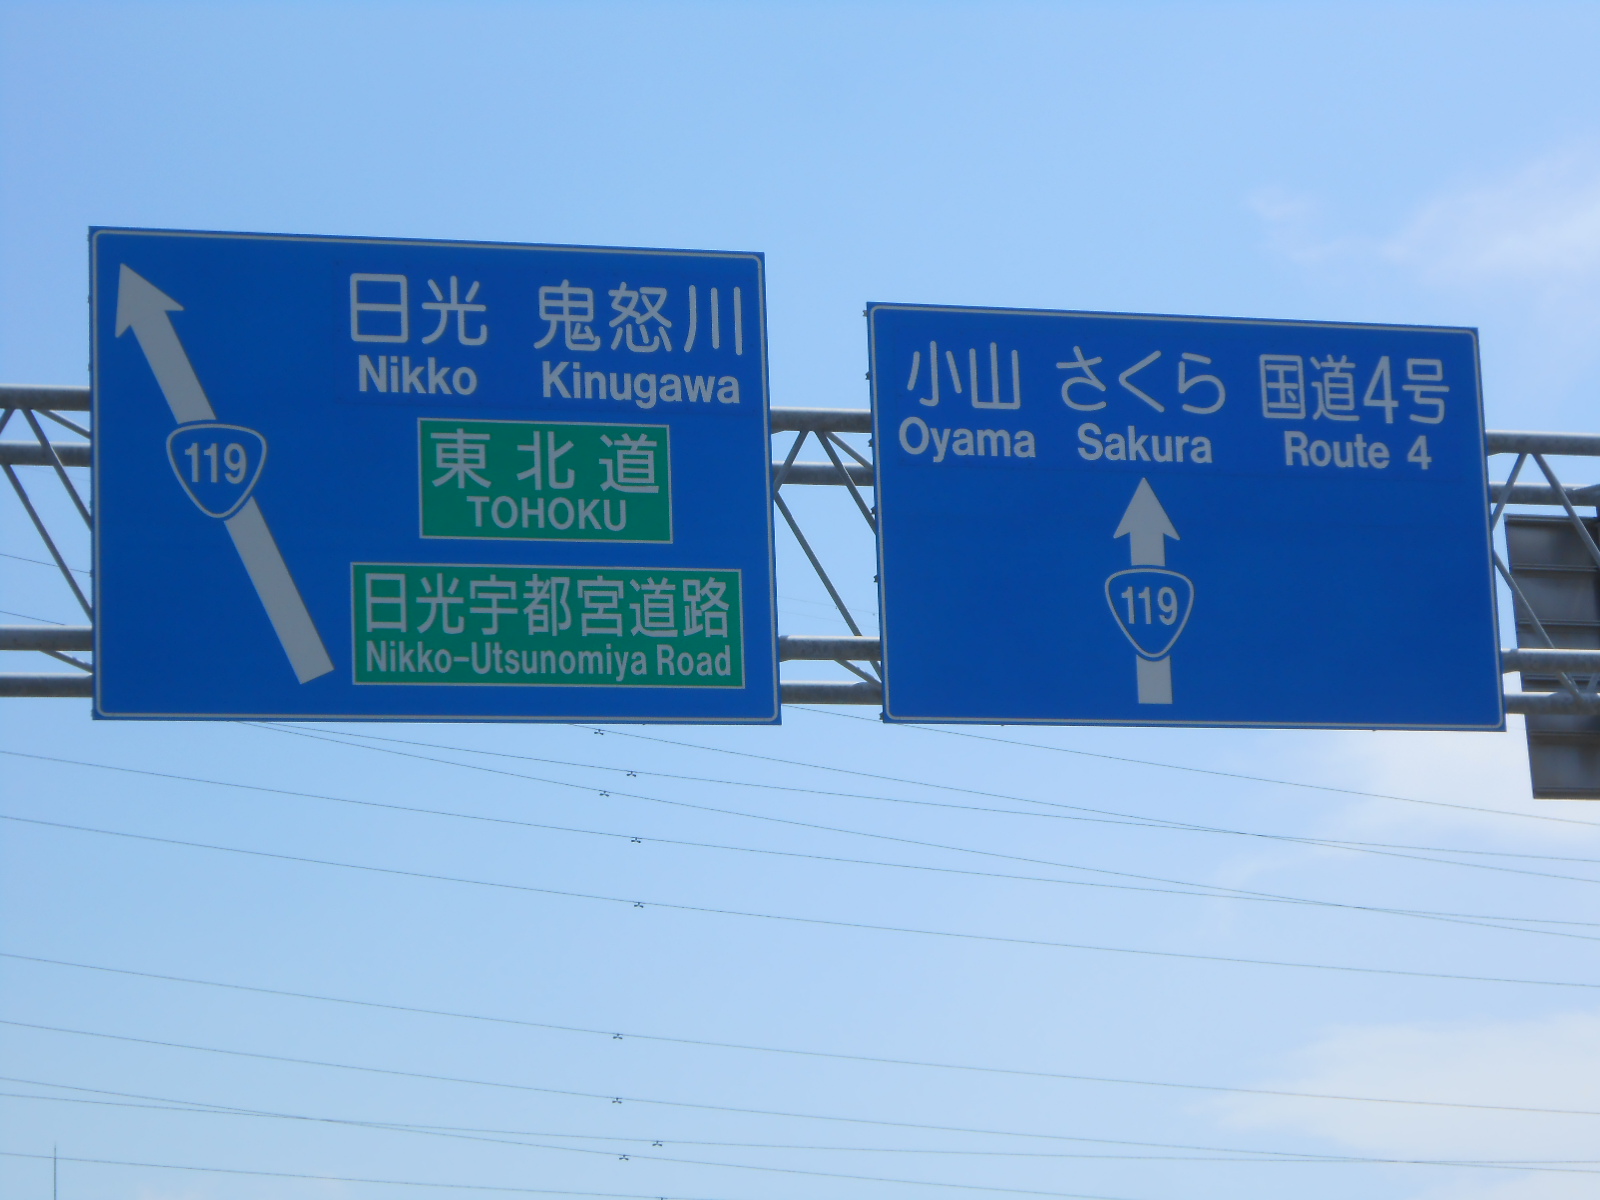 日光 鬼怒川
Nikko Kinugawa
119
東北道
TOHOKU
日光宇都宮道路
Nikko-Utsunomiya Road
小山 さくら 国道4号
Oyama Sakura Route 4
119